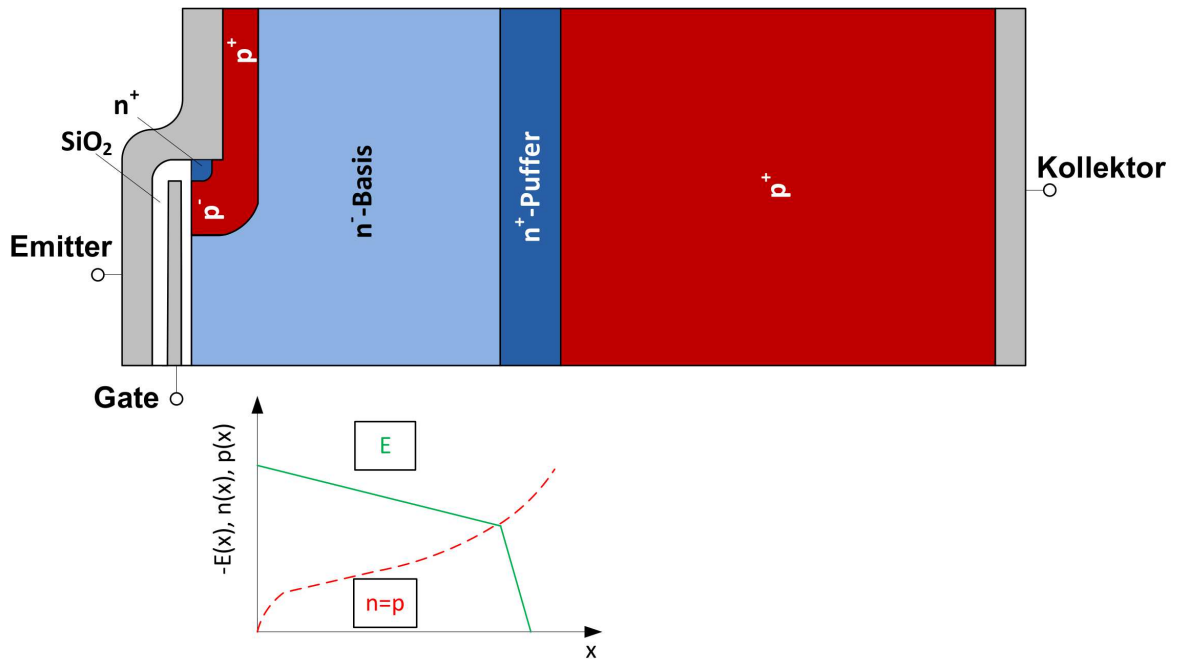 p⁺
n⁺
SiO₂
p⁻
n⁻-Basis
n⁺-Puffer
p⁺
Kollektor
Emitter
Gate
-E(x), n(x), p(x)
E
n=p
x